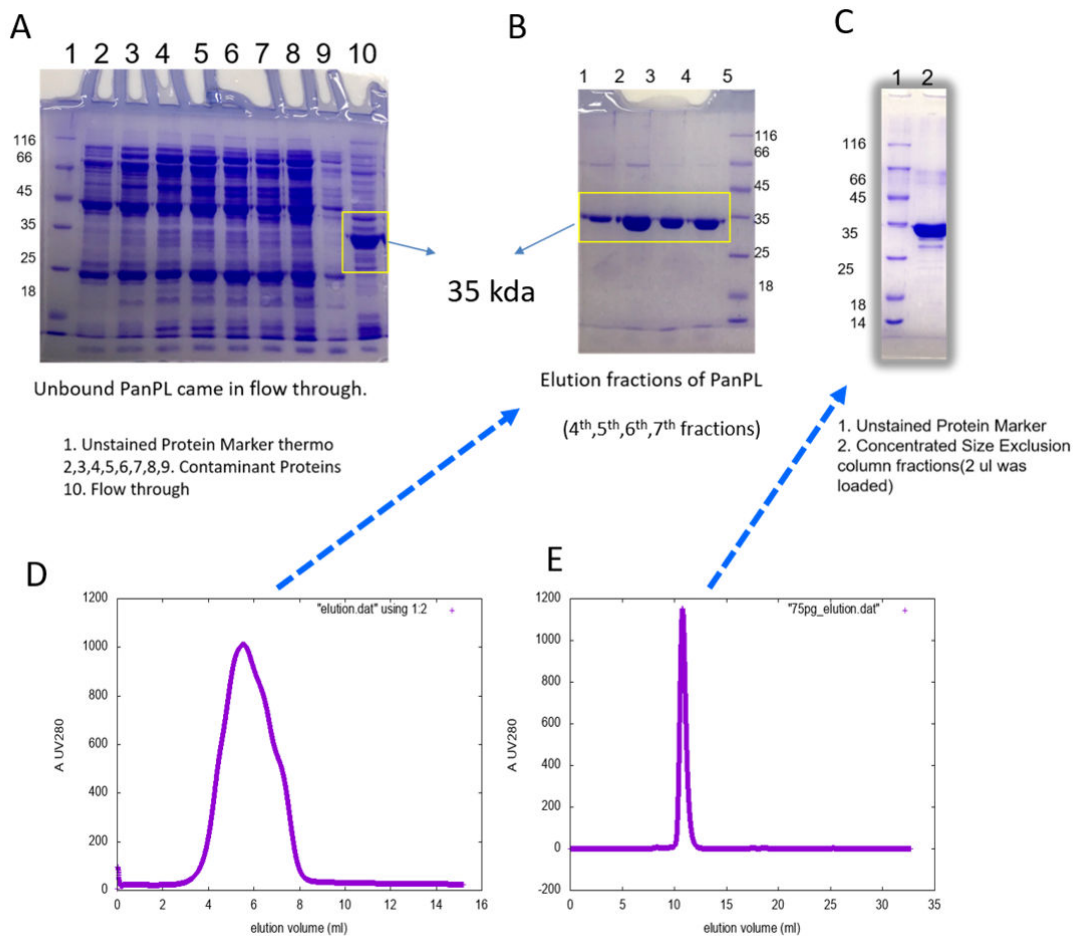 A
1 2 3 4 5 6 7 8 9 10
116
66
45
35
25
18
B
1 2 3 4 5
116
66
45
35
25
18
C
1 2
116
66
45
35
25
18
14
35 kda
Unbound PanPL came in flow through.
1. Unstained Protein Marker thermo
2,3,4,5,6,7,8,9. Contaminant Proteins
10. Flow through
Elution fractions of PanPL
(4th,5th,6th,7th fractions)
1. Unstained Protein Marker
2. Concentrated Size Exclusion
column fractions(2 ul was
loaded)
D
"elution.dat" using 1:2
1200
1000
800
600
400
200
0
A UV280
0 2 4 6 8 10 12 14 16
elution volume (ml)
E
"75pg_elution.dat"
1200
1000
800
600
400
200
0
-200
A UV280
0 5 10 15 20 25 30 35
elution volume (ml)